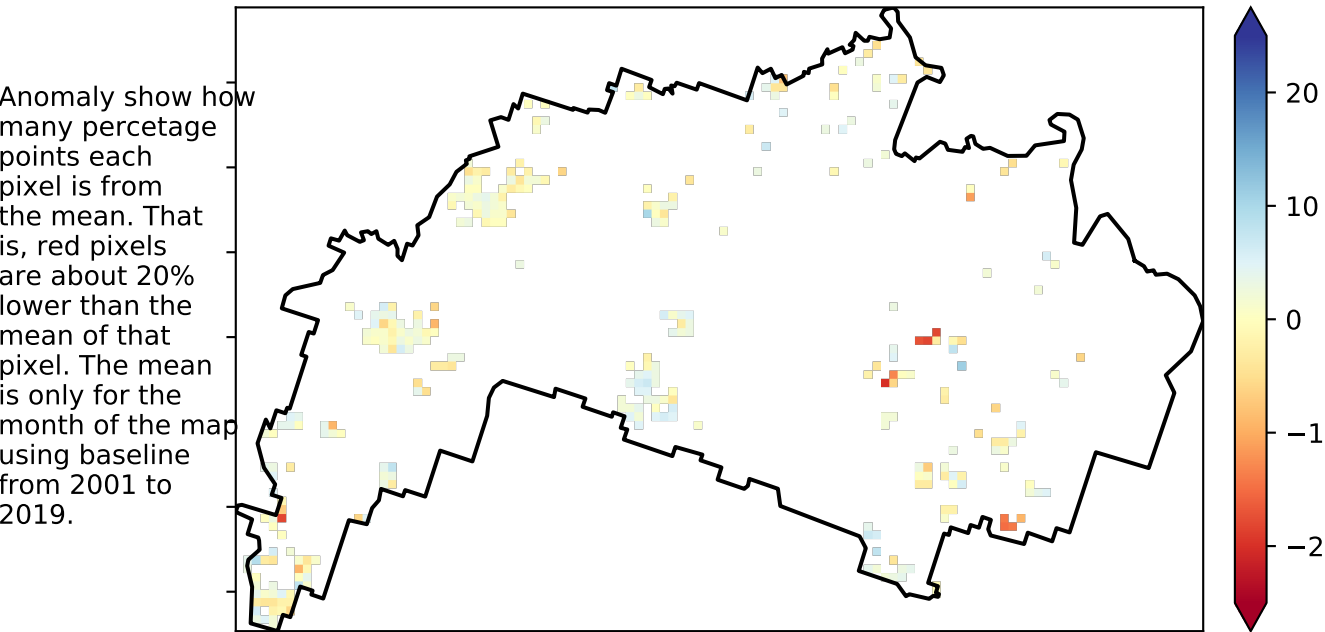 Anomaly show how
many percetage
points each
pixel is from
the mean. That
is, red pixels
are about 20%
lower than the
mean of that
pixel. The mean
is only for the
month of the map
using baseline
from 2001 to
2019.
20
10
0
−1
−2